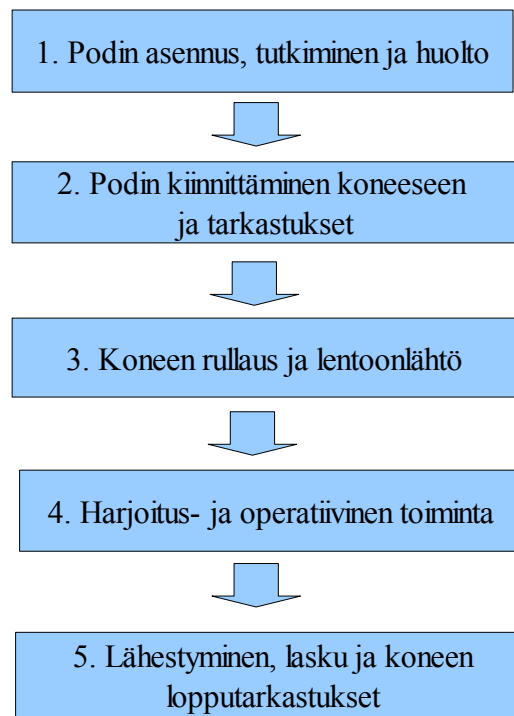 1. Podin asennus, tutkiminen ja huolto
2. Podin kiinnittäminen koneeseen
ja tarkastukset
3. Koneen rullaus ja lentoonlähtö
4. Harjoitus- ja operatiivinen toiminta
5. Lähestyminen, lasku ja koneen
lopputarkastukset